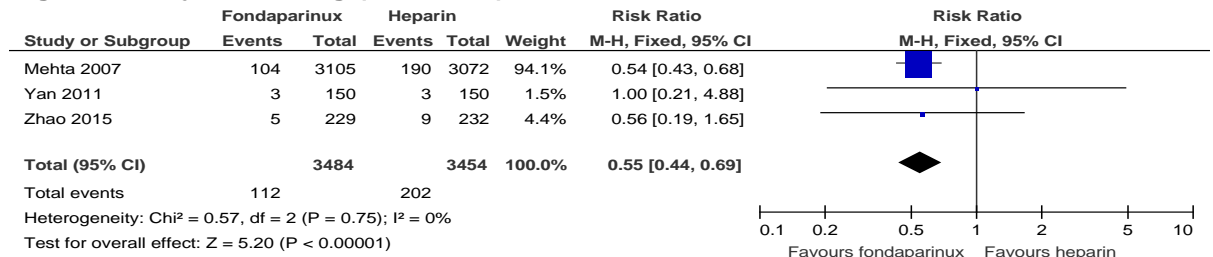 Fondaparinux Heparin Risk Ratio Risk Ratio
Study or Subgroup Events Total Events Total Weight M-H, Fixed, 95% CI M-H, Fixed, 95% CI
Mehta 2007 104 3105 190 3072 94.1% 0.54 [0.43, 0.68]
Yan 2011 3 150 3 150 1.5% 1.00 [0.21, 4.88]
Zhao 2015 5 229 9 232 4.4% 0.56 [0.19, 1.65]
Total (95% CI) 3484 3454 100.0% 0.55 [0.44, 0.69]
Total events 112 202
Heterogeneity: Chi² = 0.57, df = 2 (P = 0.75); I² = 0%
Test for overall effect: Z = 5.20 (P < 0.00001)
0.1 0.2 0.5 1 2 5 10
Favours fondaparinux Favours heparin